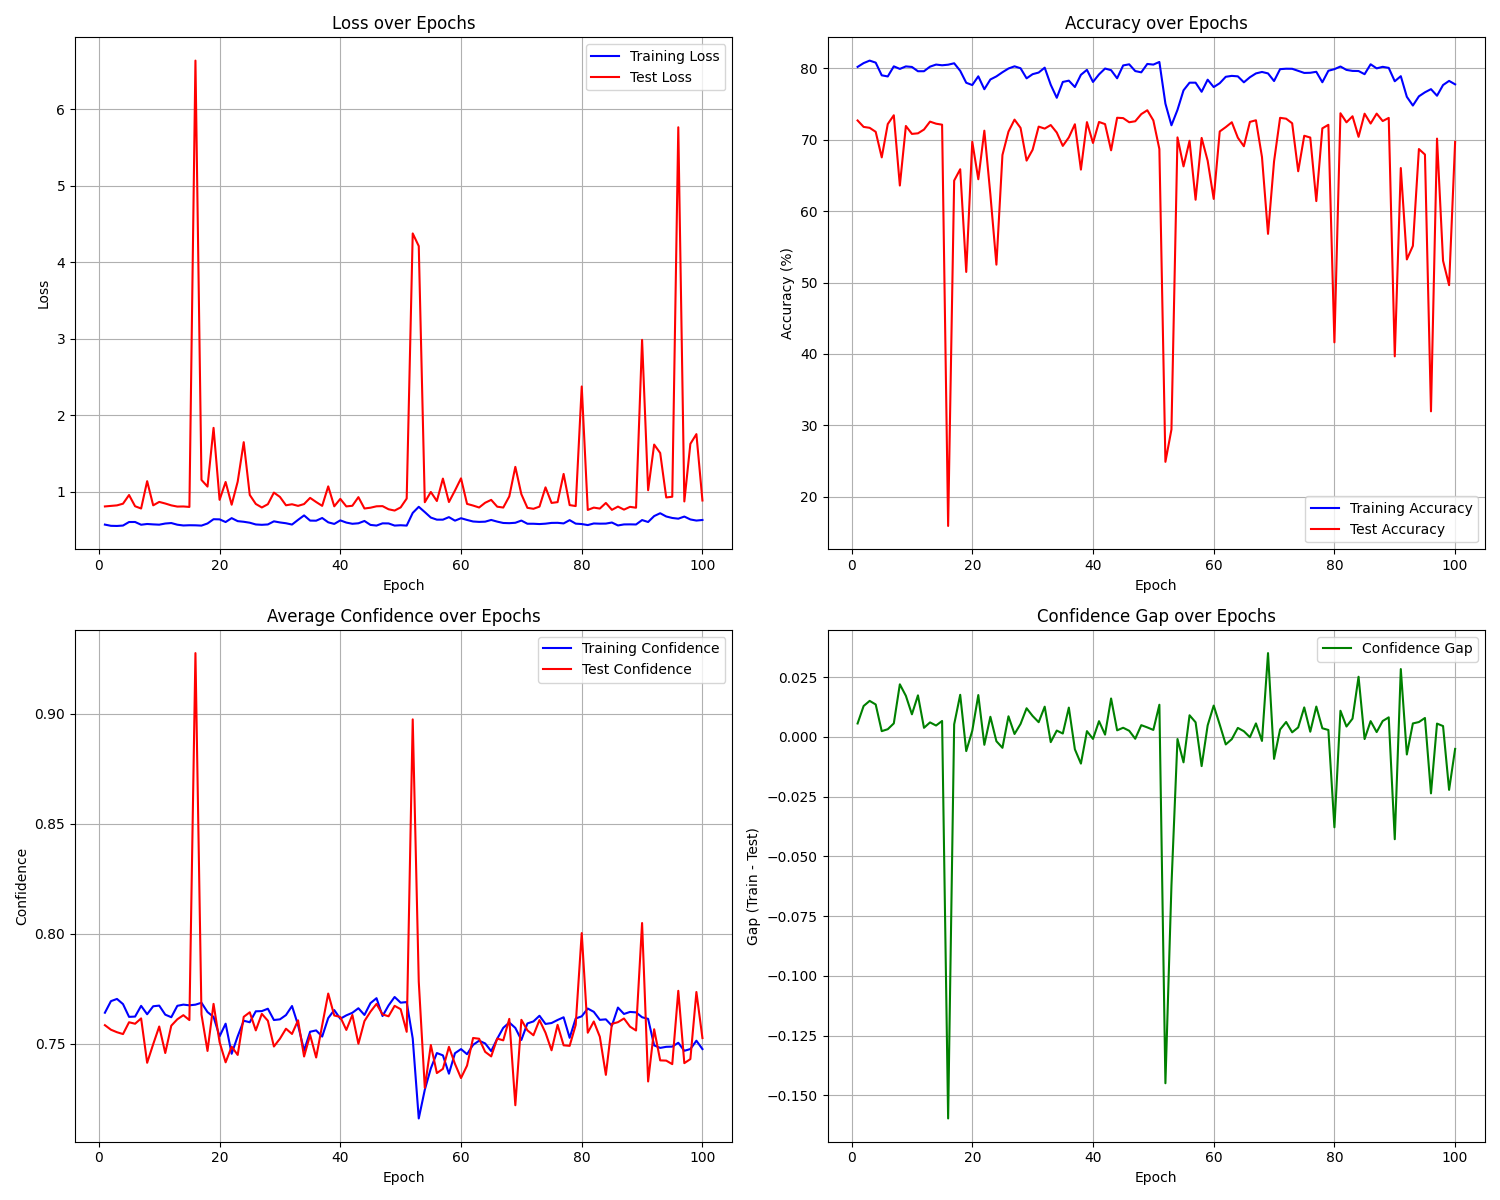 Loss over Epochs
Training Loss
Test Loss
6
5
4
3
2
1
Loss
0 20 40 60 80 100
Epoch
Accuracy over Epochs
80
70
60
50
40
30
20
Accuracy (%)
Training Accuracy
Test Accuracy
0 20 40 60 80 100
Epoch
Average Confidence over Epochs
Training Confidence
Test Confidence
0.90
0.85
0.80
0.75
Confidence
0 20 40 60 80 100
Epoch
Confidence Gap over Epochs
Confidence Gap
0.025
0.000
−0.025
−0.050
−0.075
−0.100
−0.125
−0.150
Gap (Train - Test)
0 20 40 60 80 100
Epoch